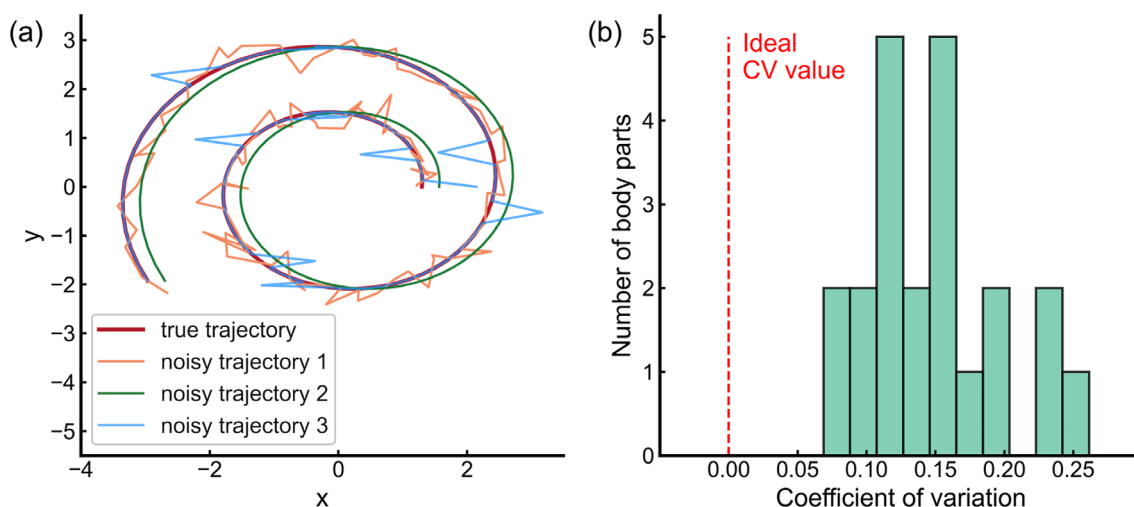 (a)
3
2
1
0
−1
−2
−3
−4
−5
y
−4
−2
0
2
x
true trajectory
noisy trajectory 1
noisy trajectory 2
noisy trajectory 3
(b)
Ideal
CV value
5
4
3
2
1
0
Number of body parts
0.00
0.05
0.10
0.15
0.20
0.25
Coefficient of variation